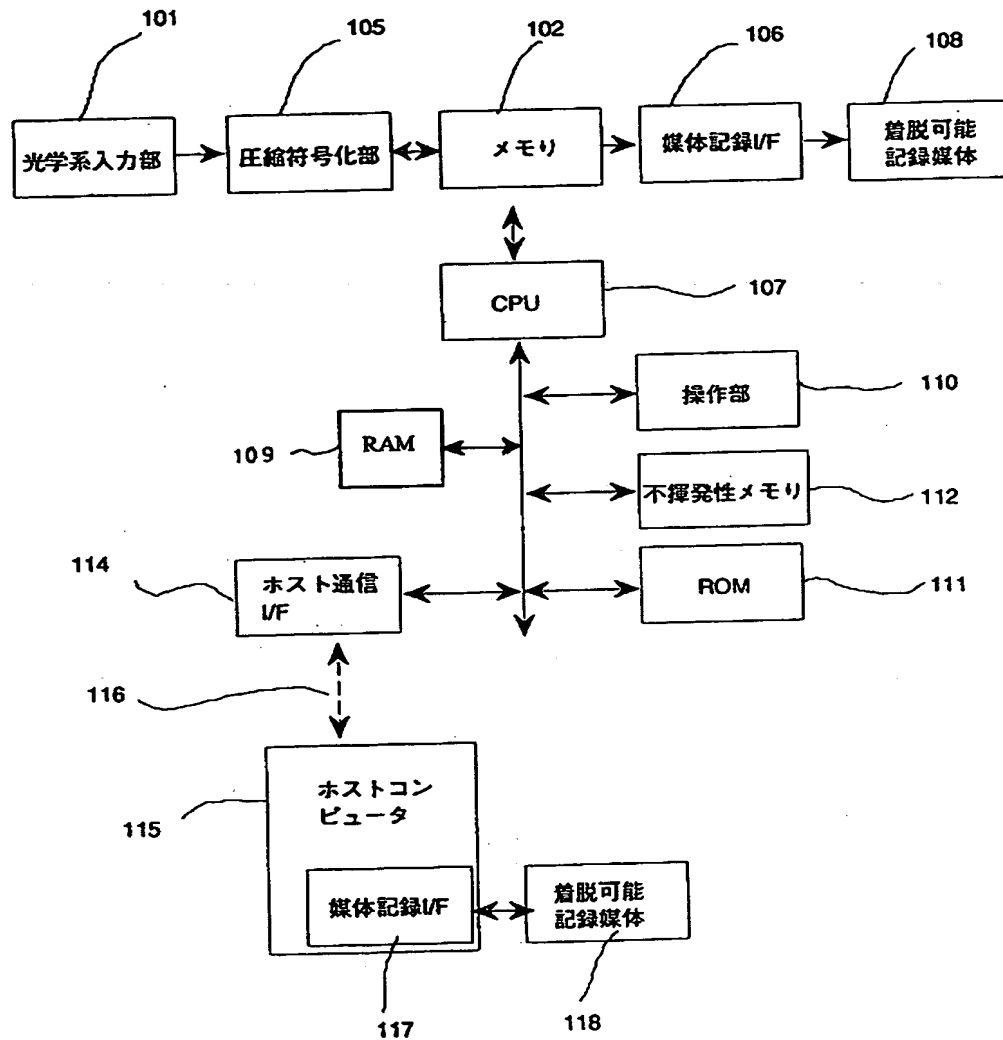 101
105
102
106
108
光学系入力部
圧縮符号化部
メモリ
媒体記録I/F
着脱可能
記録媒体
CPU
107
操作部
110
RAM
109
不揮発性メモリ
112
114
ホスト通信
I/F
ROM
111
116
ホストコン
ピュータ
115
媒体記録I/F
着脱可能
記録媒体
117
118